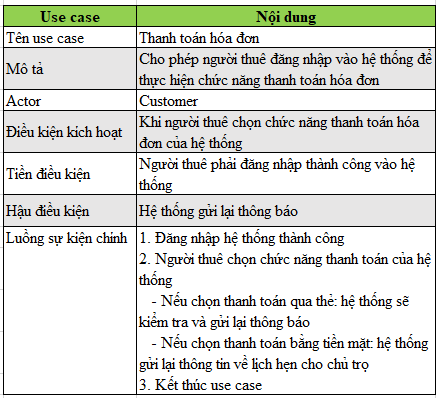 Use case
Nội dung
Tên use case
Thanh toán hóa đơn
Mô tả
Cho phép người thuê đăng nhập vào hệ thống để
thực hiện chức năng thanh toán hóa đơn
Actor
Customer
Điều kiện kich hoạt
Khi người thuê chọn chức năng thanh toán hóa
đơn của hệ thống
Tiền điều kiện
Người thuê phải đăng nhập thành công vào hệ
thống
Hậu điều kiện
Hệ thống gửi lại thông báo
Luồng sự kiện chính
1. Đăng nhập hệ thống thành công
2. Người thuê chọn chức năng thanh toán của hệ
thống
- Nếu chọn thanh toán qua thẻ: hệ thống sẽ
kiểm tra và gửi lại thông báo
- Nếu chọn thanh toán bằng tiền mặt: hệ thống
gửi lại thông tin về lịch hẹn cho chủ trọ
3. Kết thúc use case